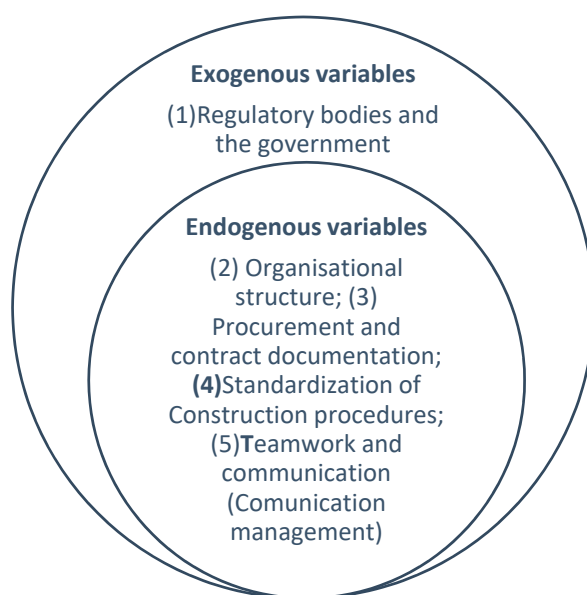 Exogenous variables
(1)Regulatory bodies and
the government
Endogenous variables
(2) Organisational
structure; (3)
Procurement and
contract documentation;
(4)Standardization of
Construction procedures;
(5)Teamwork and
communication
(Comunication
management)